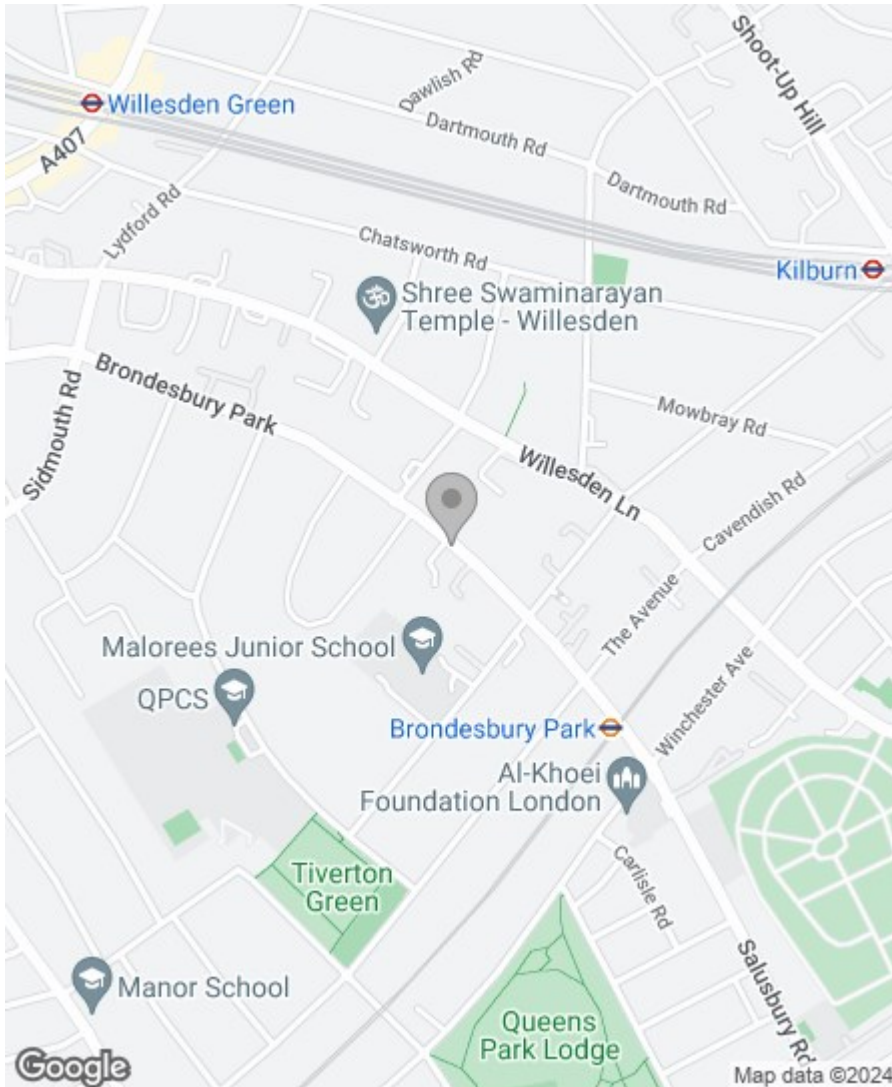 Shoot-Up Hill
Dawlish Rd
Willesden Green
A407
Dartmouth Rd
Dartmouth Rd
Lydford Rd
Chatsworth Rd
Kilburn
Shree Swaminarayan
Temple - Willesden
Brondesbury Park
Sidmouth Rd
Mowbray Rd
Willesden Ln
Cavendish Rd
The Avenue
Malorees Junior School
QPCS
Winchester Ave
Brondesbury Park
Al-Khoei
Foundation London
Tiverton
Green
Carlisle Rd
Salusbury Rd
Manor School
Queens
Park Lodge
Google
Map data ©2024